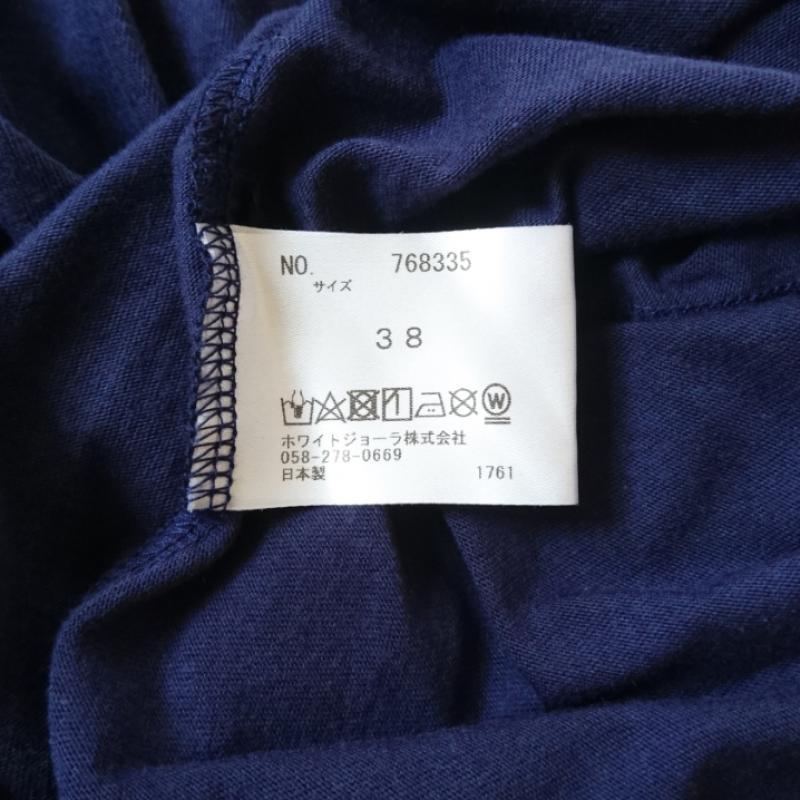 NO. 768335
サイズ
38
W
ホワイトジョーラ株式会社
058-278-0669
日本製 1761